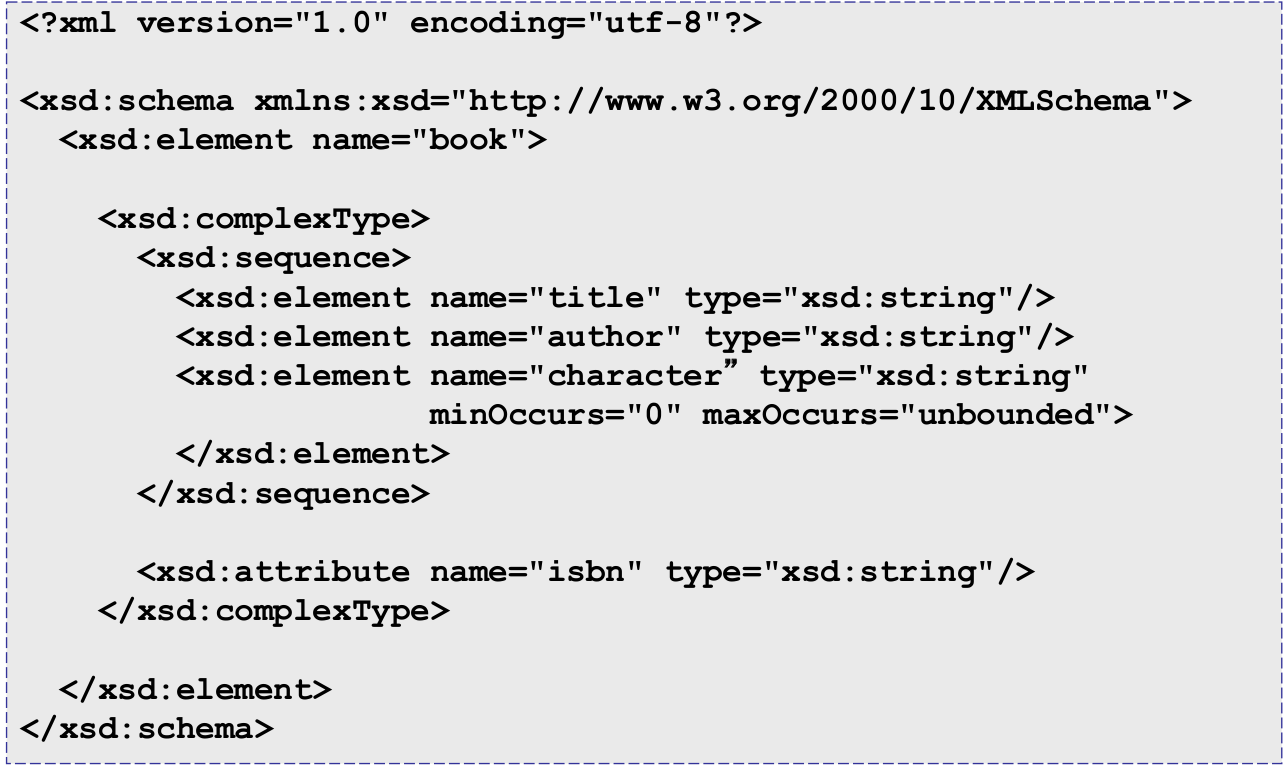 <?xml version="1.0" encoding="utf-8"?>
<xsd:schema xmlns:xsd="http://www.w3.org/2000/10/XMLSchema">
<xsd:element name="book">
<xsd:complexType>
<xsd:sequence>
<xsd:element name="title" type="xsd:string"/>
<xsd:element name="author" type="xsd:string"/>
<xsd:element name="character” type="xsd:string"
minOccurs="0" maxOccurs="unbounded">
</xsd:element>
</xsd:sequence>
<xsd:attribute name="isbn" type="xsd:string"/>
</xsd:complexType>
</xsd:element>
</xsd:schema>